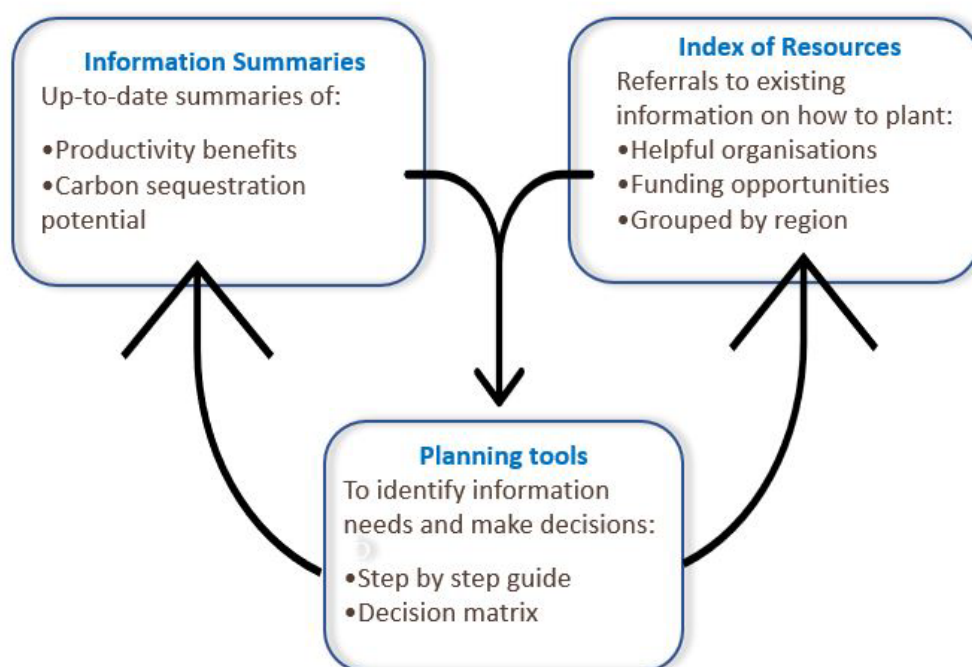 Information Summaries
Up-to-date summaries of:
•Productivity benefits
•Carbon sequestration
potential
Index of Resources
Referrals to existing
information on how to plant:
•Helpful organisations
•Funding opportunities
•Grouped by region
Planning tools
To identify information
needs and make decisions:
•Step by step guide
•Decision matrix